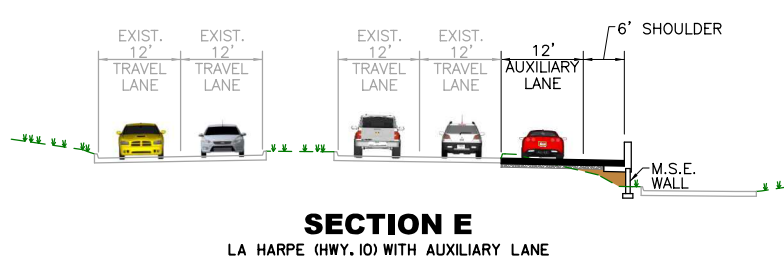 EXIST.
12'
TRAVEL
LANE
EXIST.
12'
TRAVEL
LANE
EXIST.
12'
TRAVEL
LANE
EXIST.
12'
TRAVEL
LANE
12'
AUXILIARY
LANE
6' SHOULDER
M.S.E.
WALL
SECTION E
LA HARPE (HWY. 10) WITH AUXILIARY LANE